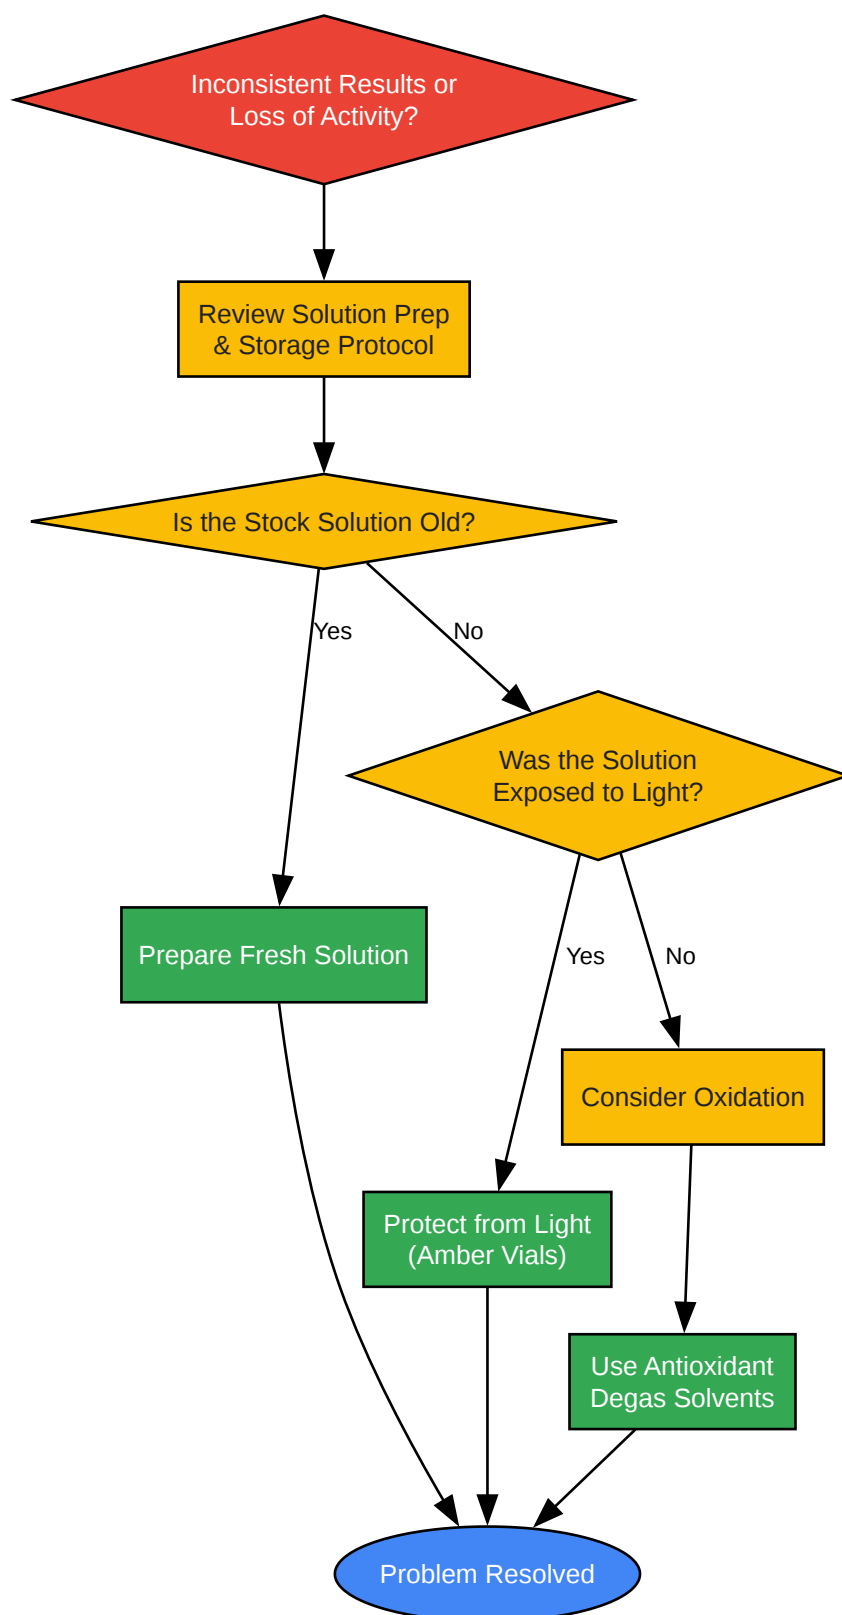 Inconsistent Results or
Loss of Activity?
Review Solution Prep
& Storage Protocol
Is the Stock Solution Old?
Yes
No
Was the Solution
Exposed to Light?
Prepare Fresh Solution
Yes
No
Consider Oxidation
Protect from Light
(Amber Vials)
Use Antioxidant
Degas Solvents
Problem Resolved